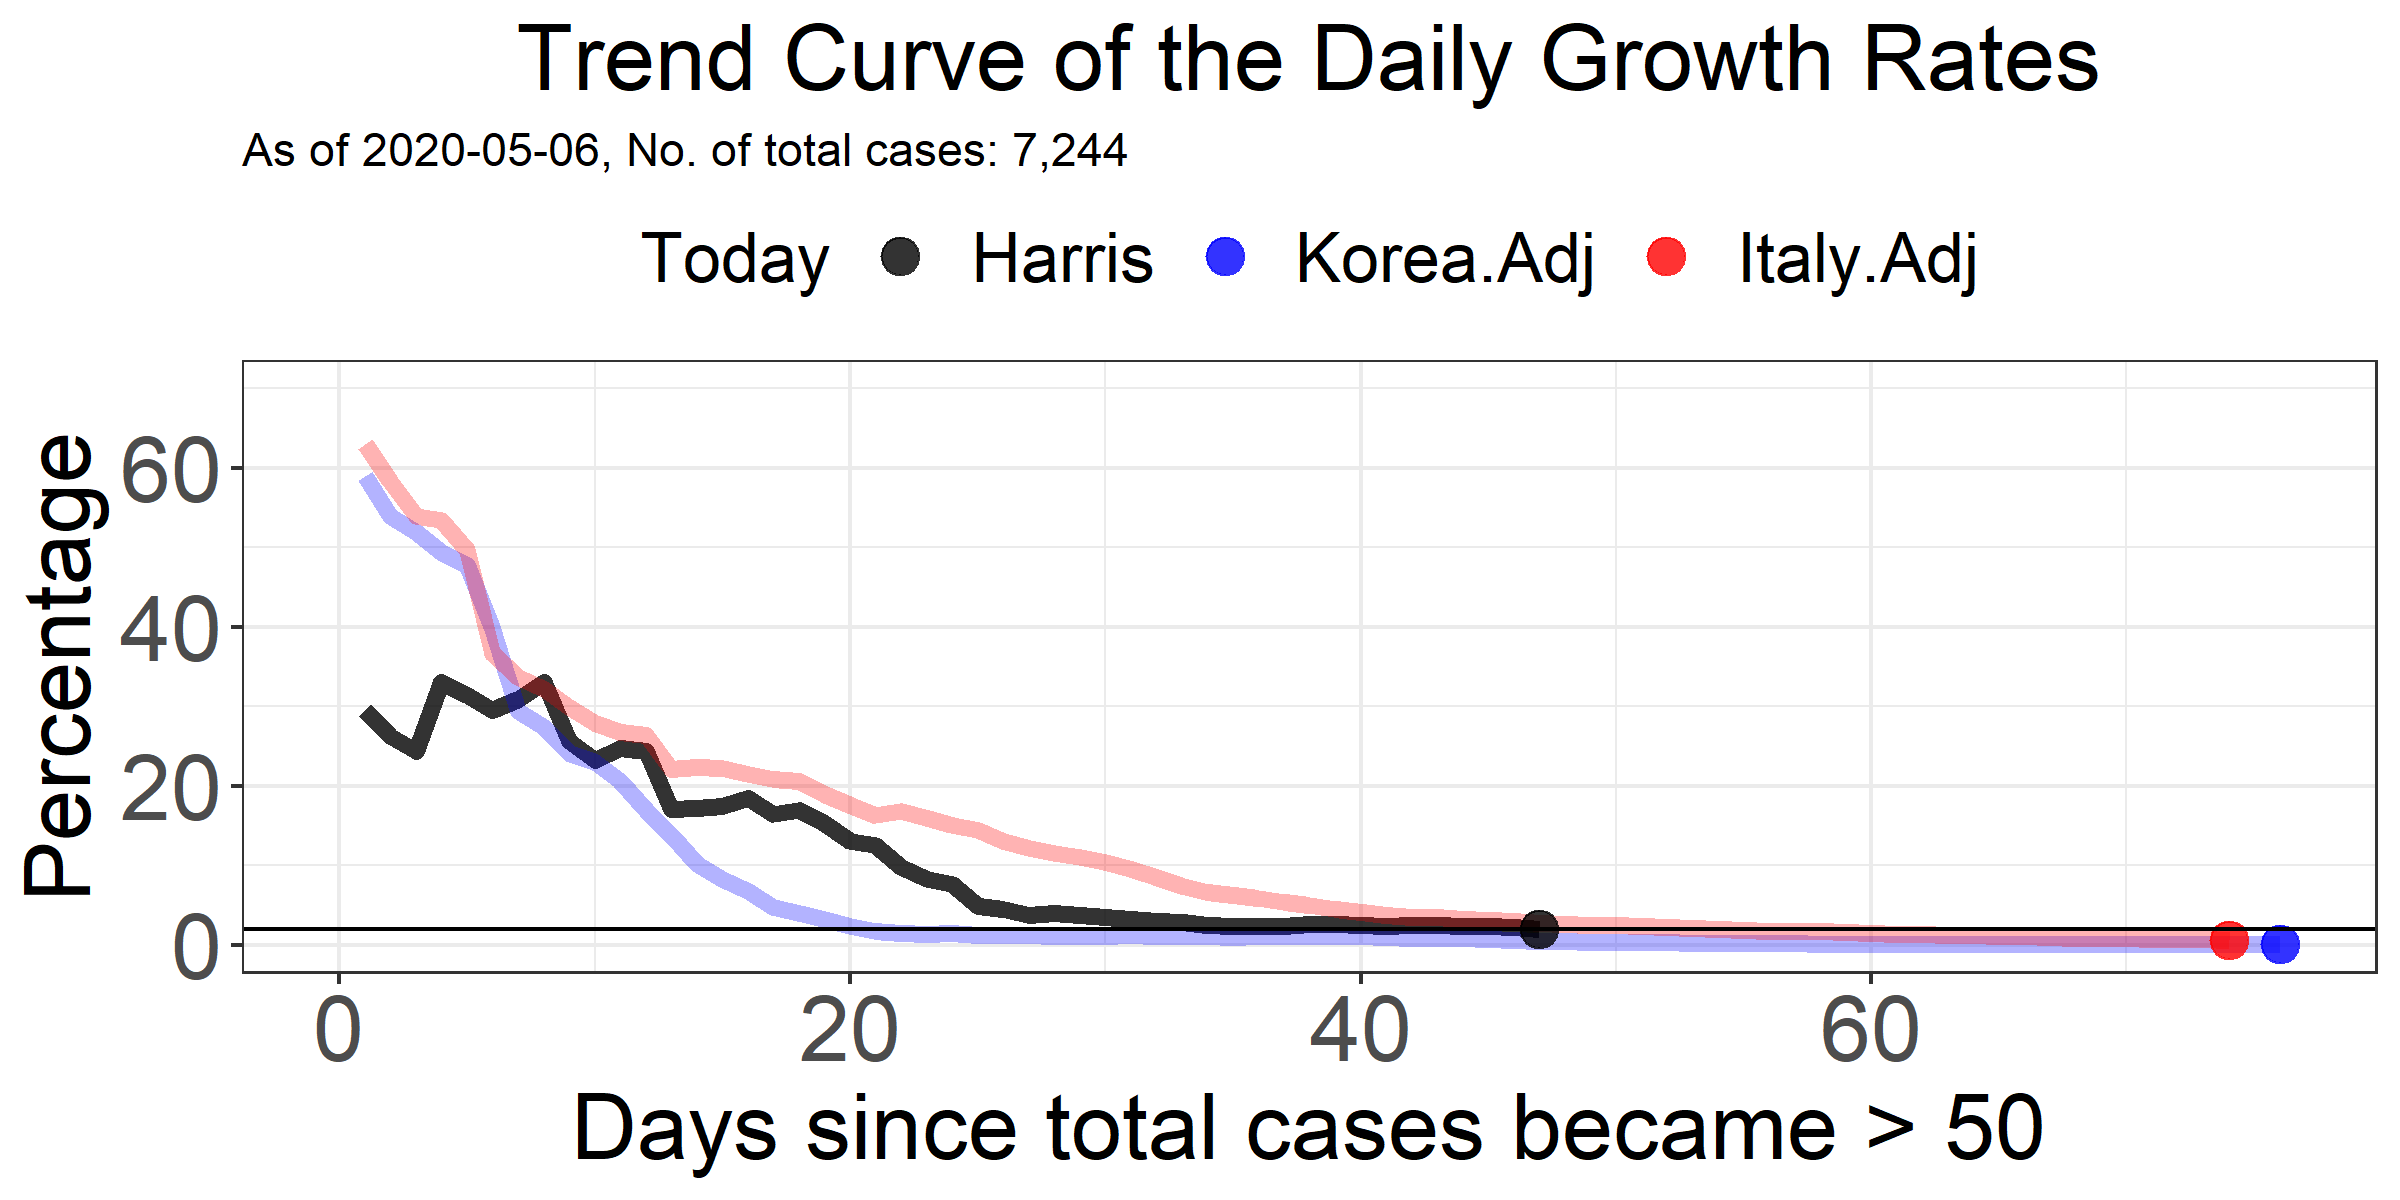 Trend Curve of the Daily Growth Rates
As of 2020-05-06, No. of total cases: 7,244
Today Harris Korea.Adj Italy.Adj
Percentage
60
40
20
0
0 20 40 60
Days since total cases became > 50